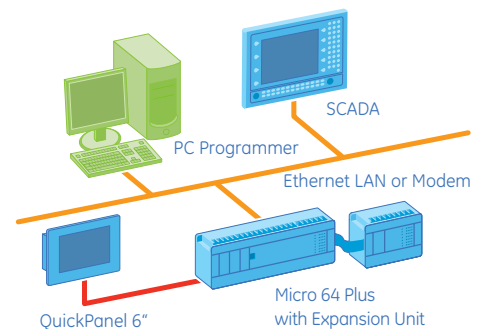 SCADA
PC Programmer
Ethernet LAN or Modem
Micro 64 Plus
with Expansion Unit
QuickPanel 6"